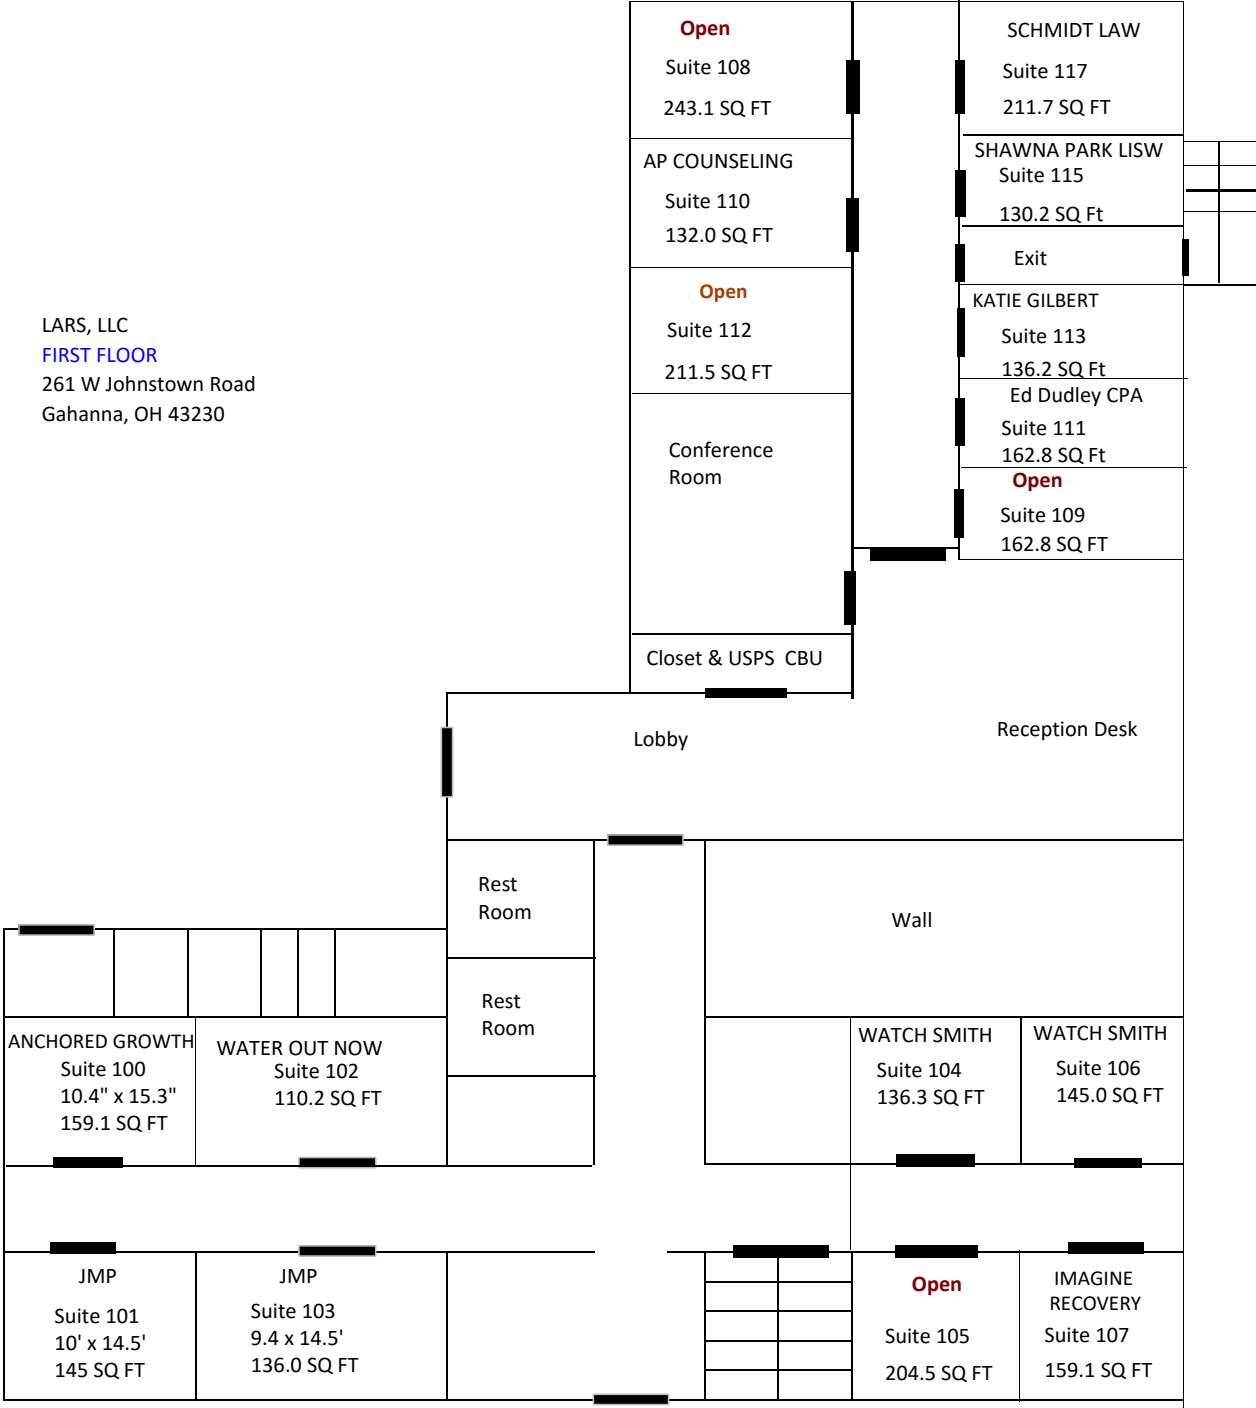 Open
Suite 108
243.1 SQ FT
SCHMIDT LAW
Suite 117
211.7 SQ FT
AP COUNSELING
Suite 110
132.0 SQ FT
SHAWNA PARK LISW
Suite 115
130.2 SQ Ft
Exit
Open
Suite 112
211.5 SQ FT
KATIE GILBERT
Suite 113
136.2 SQ Ft
LARS, LLC
FIRST FLOOR
261 W Johnstown Road
Gahanna, OH 43230
Ed Dudley CPA
Suite 111
162.8 SQ Ft
Conference
Room
Open
Suite 109
162.8 SQ FT
Closet & USPS  CBU
Lobby
Reception Desk
Rest
Room
Wall
Rest
Room
ANCHORED GROWTH
Suite 100
10.4" x 15.3"
159.1 SQ FT
WATER OUT NOW
Suite 102
110.2 SQ FT
WATCH SMITH
Suite 104
136.3 SQ FT
WATCH SMITH
Suite 106
145.0 SQ FT
JMP
Suite 101
10' x 14.5'
145 SQ FT
JMP
Suite 103
9.4 x 14.5'
136.0 SQ FT
Open
Suite 105
204.5 SQ FT
IMAGINE
RECOVERY
Suite 107
159.1 SQ FT